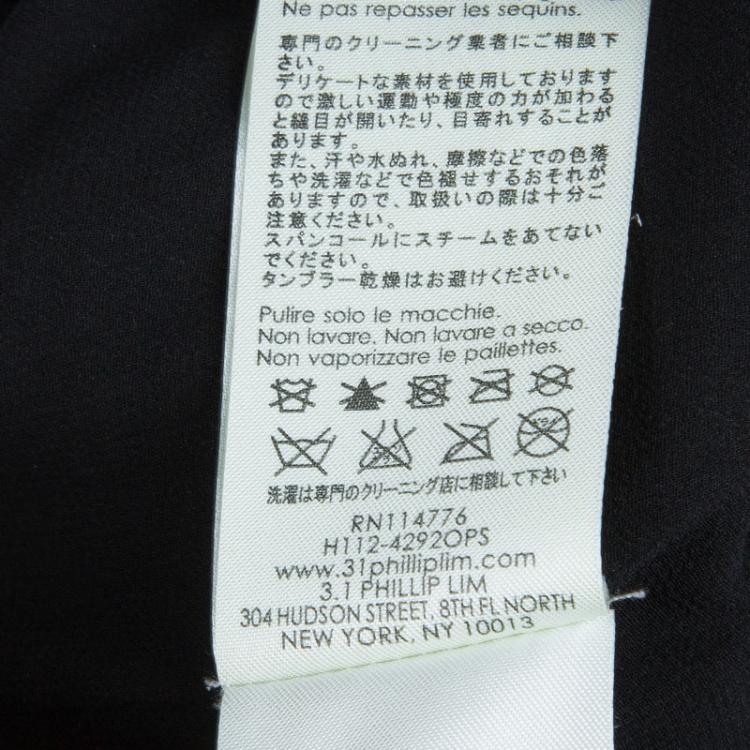 Ne pas repasser les sequins.
専門のクリーニング業者にご相談下
さい。
デリケートな素材を使用しております
ので激しい運動や極度の力が加わる
と縫目が開いたり、目寄れすることが
あります。
また、汗や水ぬれ、摩擦などでの色落
ちや洗濯などで色褪せするおそれが
ありますので、取扱いの際は十分ご
注意ください。
スパンコールにスチームをあてない
でください。
タンブラー乾燥はお避けください。
Pulire solo le macchie.
Non lavare. Non lavare a secco.
Non vaporizzare le paillettes.
洗濯は専門のクリーニング店に相談して下さい
RN114776
H112-4292OPS
www.31philliplim.com
3.1 PHILLIP LIM
304 HUDSON STREET, 8TH FL NORTH
NEW YORK, NY 10013